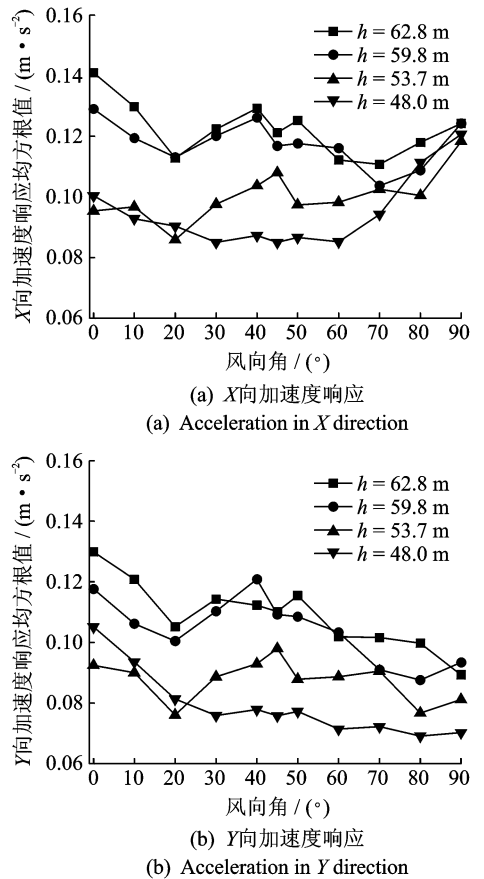 0.16
0.14
0.12
0.10
0.08
0.06
X向加速度响应均方根值 / (m·s⁻²)
h = 62.8 m
h = 59.8 m
h = 53.7 m
h = 48.0 m
0 10 20 30 40 50 60 70 80 90
风向角 / (°)
(a) X向加速度响应
(a) Acceleration in X direction
0.16
0.14
0.12
0.10
0.08
0.06
Y向加速度响应均方根值 / (m·s⁻²)
h = 62.8 m
h = 59.8 m
h = 53.7 m
h = 48.0 m
0 10 20 30 40 50 60 70 80 90
风向角 / (°)
(b) Y向加速度响应
(b) Acceleration in Y direction